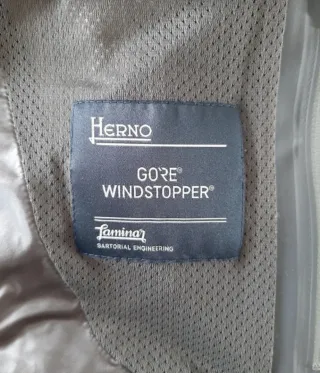 HERNO
GORE®
WINDSTOPPER®
Laminar
SARTORIAL ENGINEERING